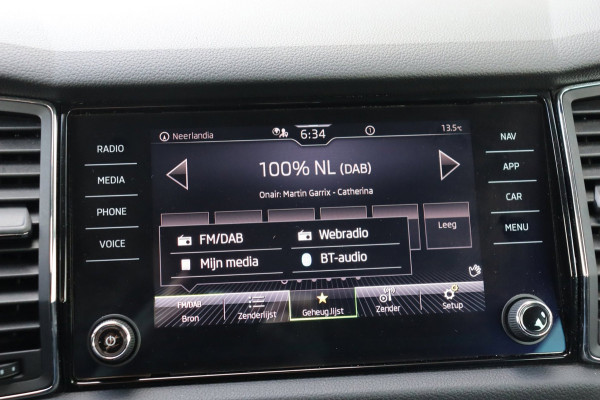 RADIO
MEDIA
PHONE
VOICE
Neerlandia
6:34
13.5°C
100% NL (DAB)
Onair: Martin Garrix - Catherina
Leeg
FM/DAB
Webradio
Mijn media
BT-audio
FM/DAB
Bron
Zenderlijst
Geheug.lijst
Zender
Setup
NAV
APP
CAR
MENU